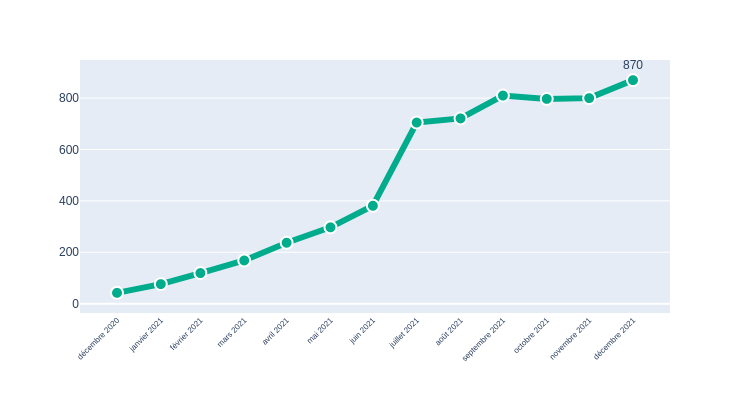 870
800
600
400
200
0
décembre 2020
janvier 2021
février 2021
mars 2021
avril 2021
mai 2021
juin 2021
juillet 2021
août 2021
septembre 2021
octobre 2021
novembre 2021
décembre 2021